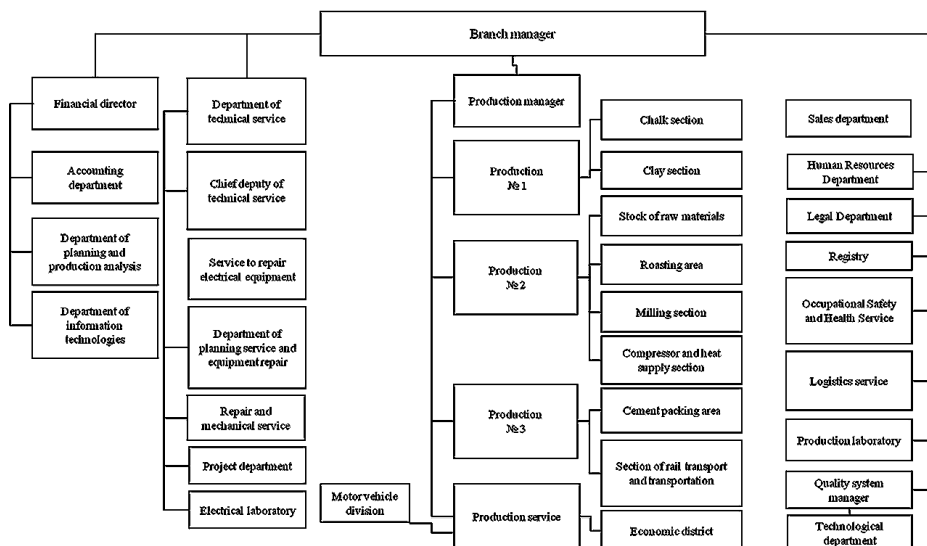 Branch manager
Financial director
Accounting
department
Department of
planning and
production analysis
Department of
information
technologies
Department of
technical service
Chief deputy of
technical service
Service to repair
electrical equipment
Department of
planning service and
equipment repair
Repair and
mechanical service
Project department
Electrical laboratory
Motor vehicle
division
Production manager
Production
№1
Production
№2
Production
№3
Production service
Chalk section
Clay section
Stock of raw materials
Roasting area
Milling section
Compressor and heat
supply section
Cement packing area
Section of rail transport
and transportation
Economic district
Sales department
Human Resources
Department
Legal Department
Registry
Occupational Safety
and Health Service
Logistics service
Production laboratory
Quality system
manager
Technological
department